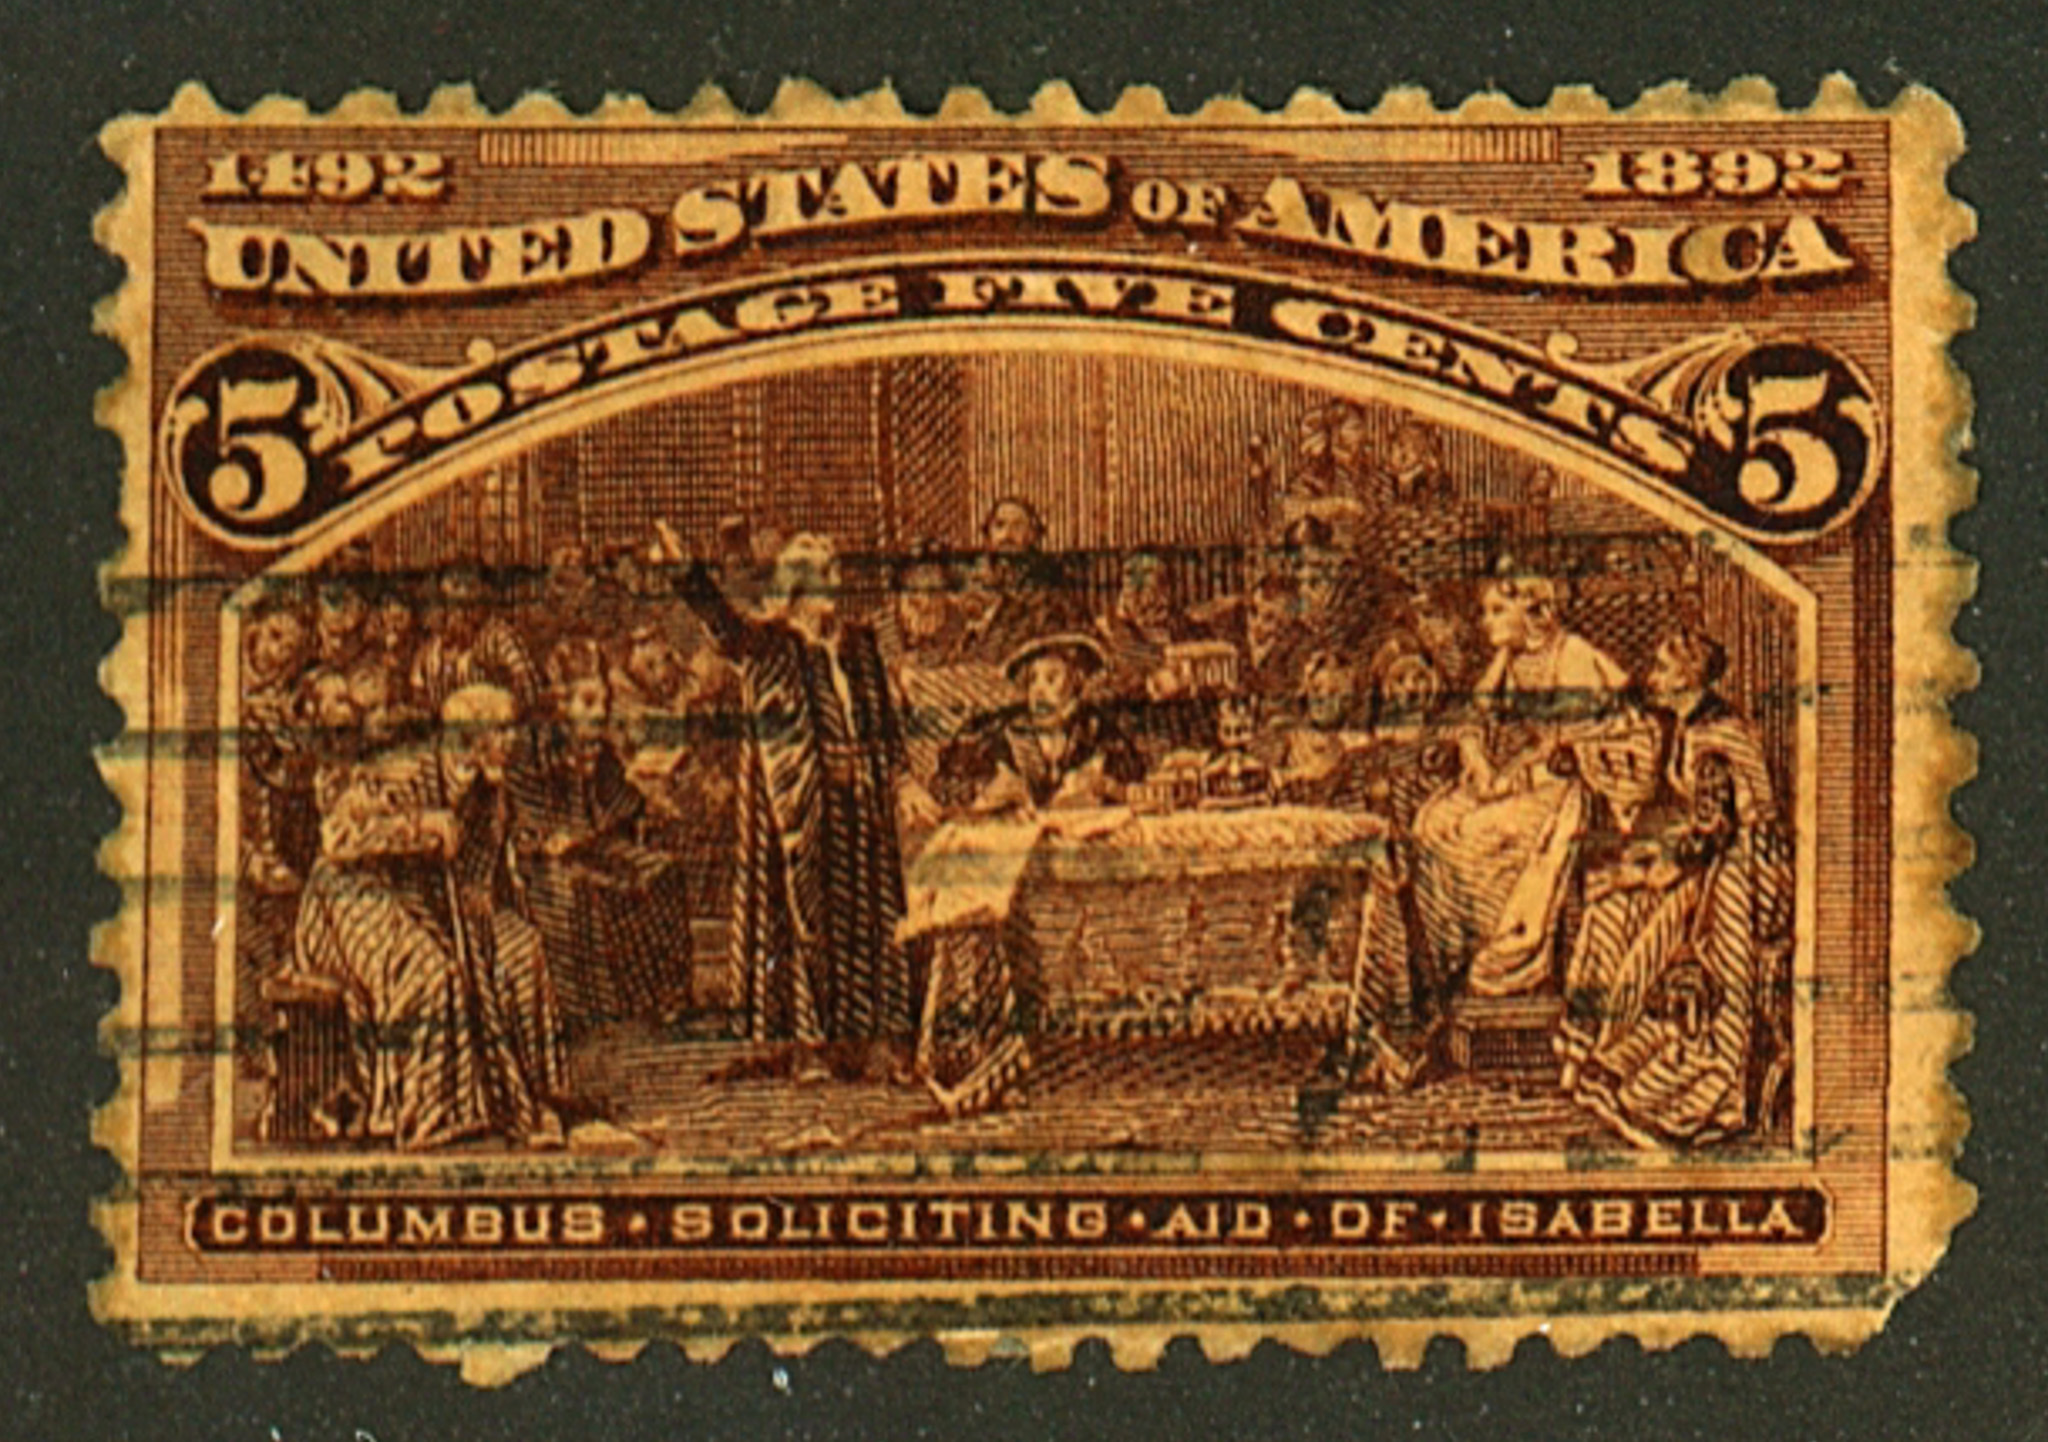 1492 1892
UNITED STATES OF AMERICA
POSTAGE FIVE CENTS
5 5
COLUMBUS · SOLICITING · AID · OF · ISABELLA